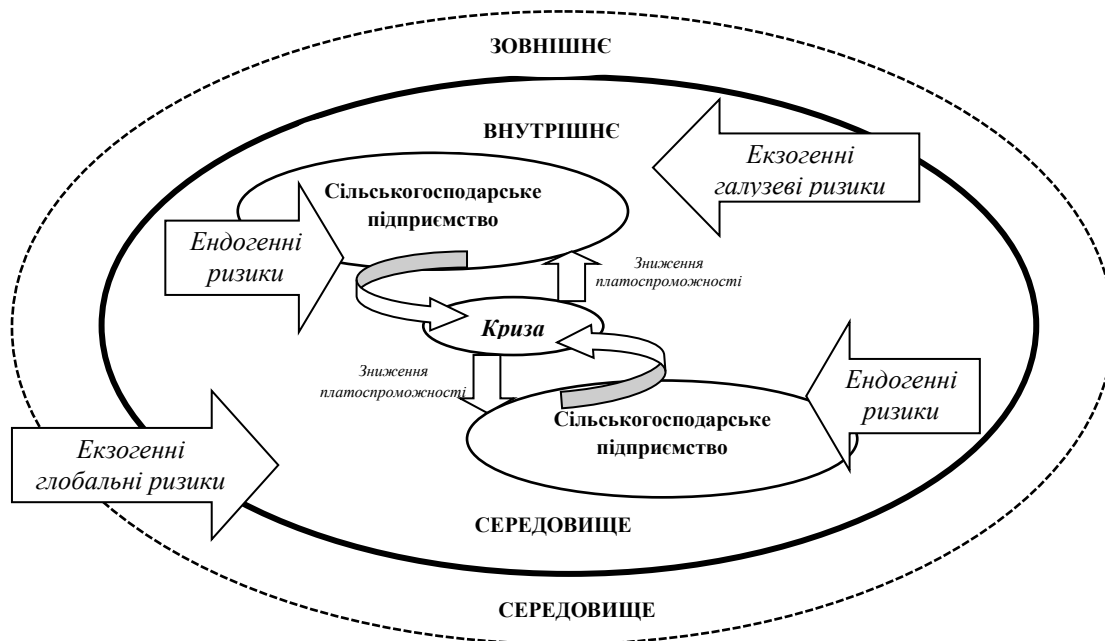 ЗОВНІШНЄ
ВНУТРІШНЄ
Екзогенні
галузеві ризики
Сільськогосподарське
підприємство
Ендогенні
ризики
Зниження
платоспроможності
Криза
Зниження
платоспроможності
Ендогенні
ризики
Сільськогосподарське
підприємство
Екзогенні
глобальні ризики
СЕРЕДОВИЩЕ
СЕРЕДОВИЩЕ